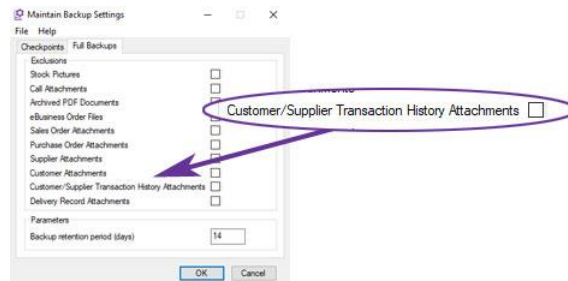 Maintain Backup Settings
File Help
Checkpoints Full Backups
Exclusions
Stock Pictures
Call Attachments
Archived PDF Documents
eBusiness Order Files
Sales Order Attachments
Purchase Order Attachments
Supplier Attachments
Customer Attachments
Customer/Supplier Transaction History Attachments
Delivery Record Attachments
Parameters
Backup retention period (days) 14
OK Cancel
Customer/Supplier Transaction History Attachments